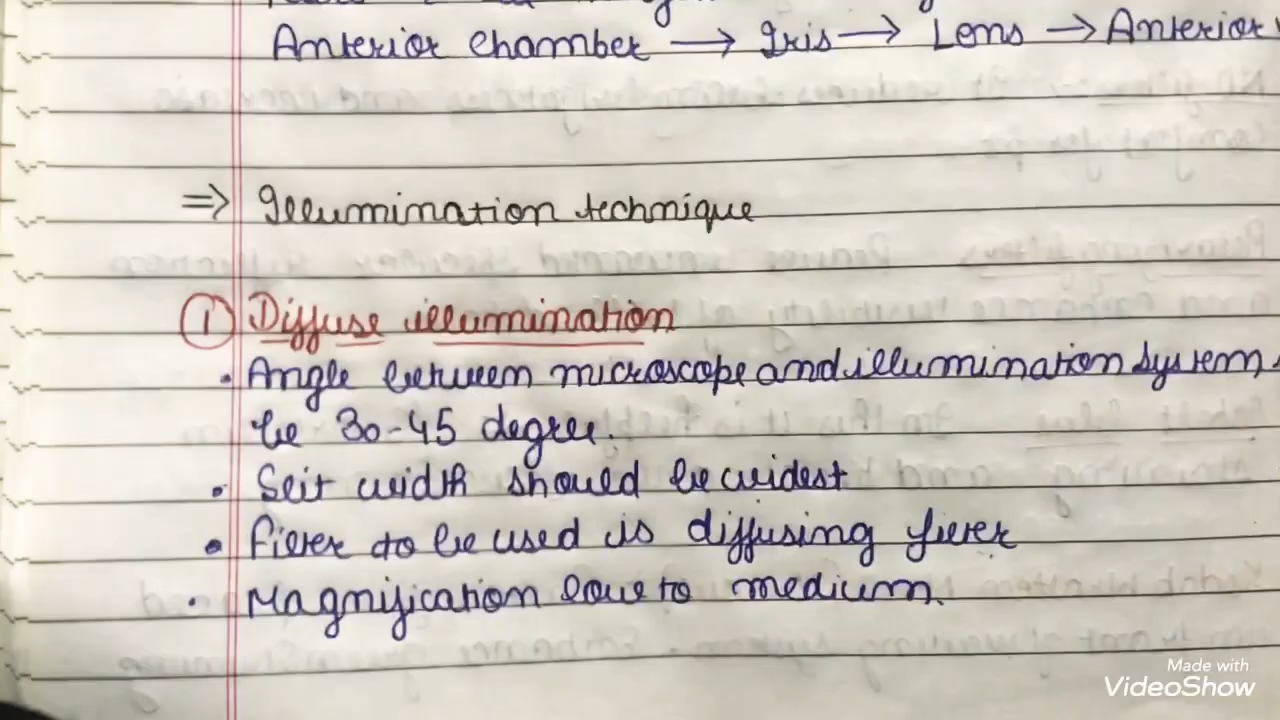 Anterior chamber → Iris → Lens → Anterior
⇒ Illumination technique
① Diffuse illumination
• Angle between microscope and illumination system
be 30-45 degree.
• Slit width should be widest
• Filter to be used is diffusing filter
• Magnification low to medium.
Made with
VideoShow